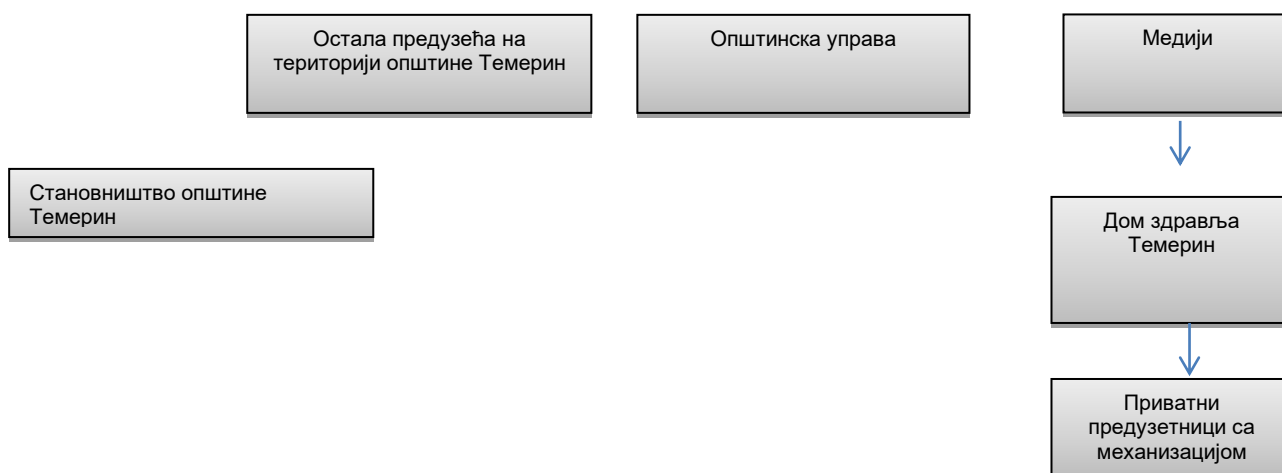 Остала предузећа на
територији општине Темерин
Општинска управа
Медији
Становништво општине
Темерин
Дом здравља
Темерин
Приватни
предузетници са
механизацијом